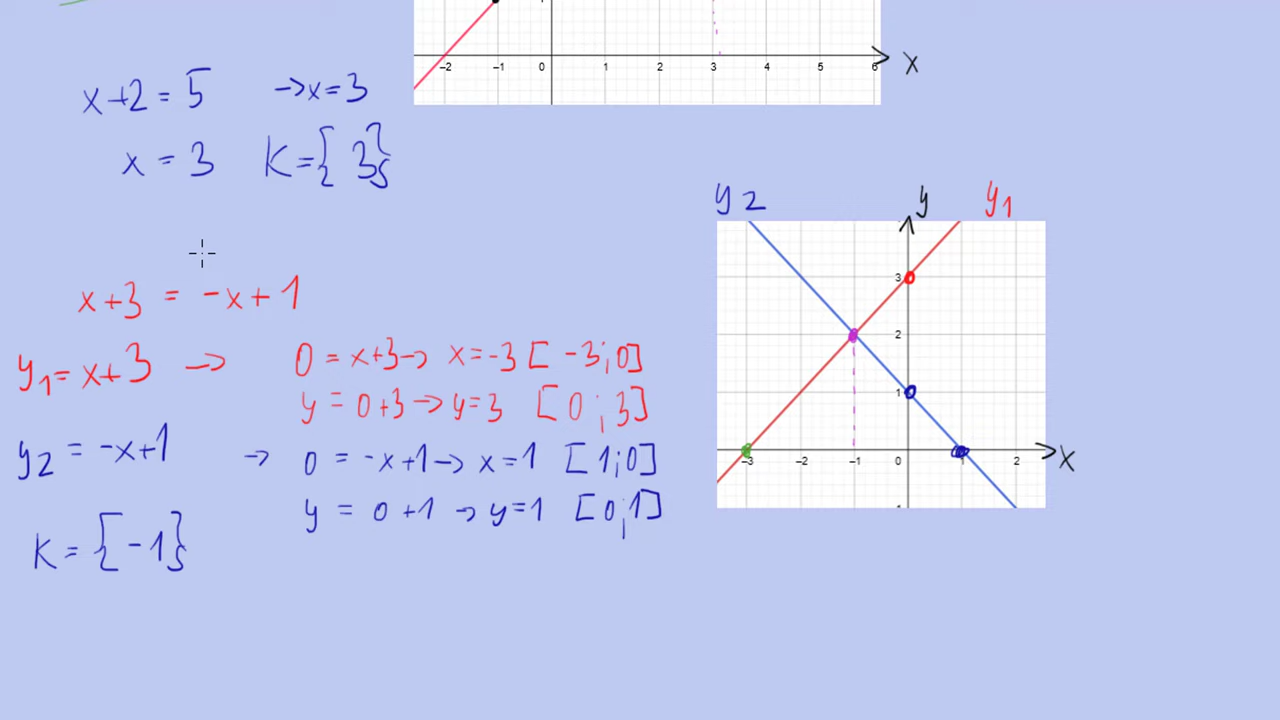 -2 -1 0 1 2 3 4 5 6 x
x+2 = 5 →x=3
x = 3 K={3}
y2 y y1
x+3 = -x+1
y1= x+3 → 0 = x+3→ x=-3 [-3;0]
y = 0+3→y=3 [0;3]
y2 = -x+1 → 0 = -x+1→ x=1 [1;0]
y = 0+1 → y=1 [0;1]
K= {-1}
3
2
1
-3 -2 -1 0 1 2 x